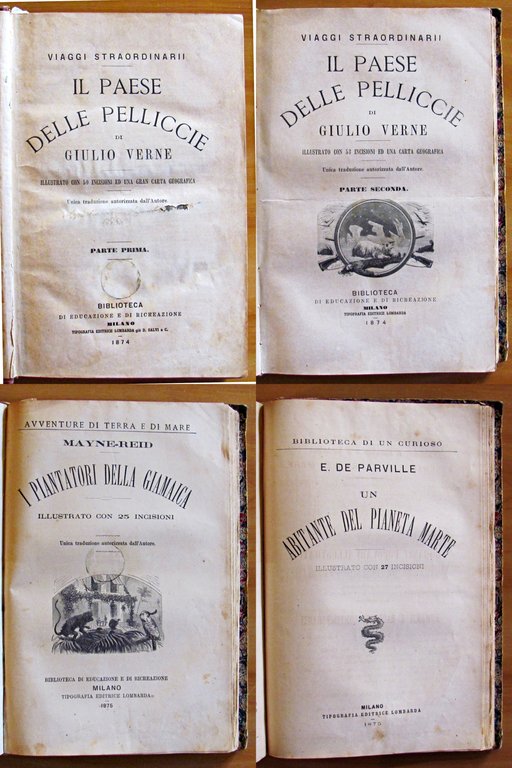 VIAGGI STRAORDINARII
IL PAESE
DELLE PELLICCIE
DI
GIULIO VERNE
ILLUSTRATO CON 50 INCISIONI ED UNA GRAN CARTA GEOGRAFICA
Unica traduzione autorizzata dall'Autore.
PARTE PRIMA.
BIBLIOTECA
DI EDUCAZIONE E DI RICREAZIONE
MILANO
TIPOGRAFIA EDITRICE LOMBARDA già D. SALVI e C.
1874
VIAGGI STRAORDINARII
IL PAESE
DELLE PELLICCIE
DI
GIULIO VERNE
ILLUSTRATO CON 53 INCISIONI ED UNA CARTA GEOGRAFICA
Unica traduzione autorizzata dall'Autore.
PARTE SECONDA.
BIBLIOTECA
DI EDUCAZIONE E DI RICREAZIONE
MILANO
TIPOGRAFIA EDITRICE LOMBARDA
1874
AVVENTURE DI TERRA E DI MARE
MAYNE-REID
I PIANTATORI DELLA GIAMAICA
ILLUSTRATO CON 25 INCISIONI
Unica traduzione autorizzata dall'Autore.
BIBLIOTECA DI EDUCAZIONE E DI RICREAZIONE
MILANO
TIPOGRAFIA EDITRICE LOMBARDA
1875
BIBLIOTECA DI UN CURIOSO
E. DE PARVILLE
UN
ABITANTE DEL PIANETA MARTE
ILLUSTRATO CON 27 INCISIONI
MILANO
TIPOGRAFIA EDITRICE LOMBARDA
1875